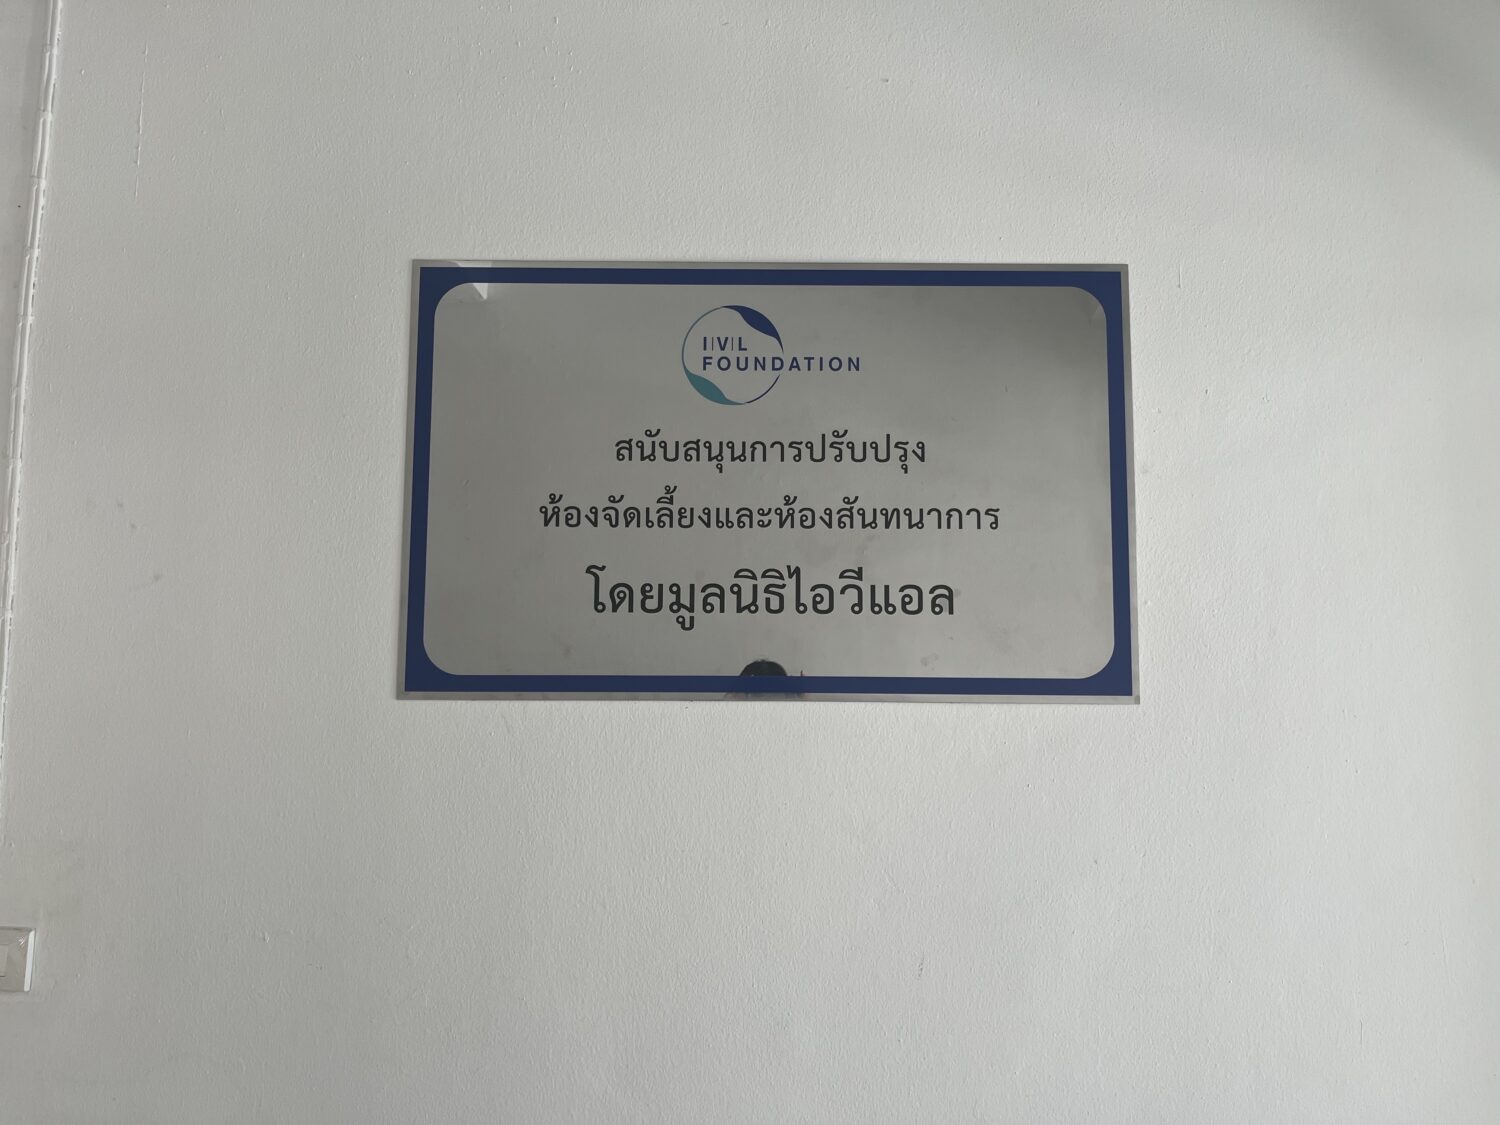 I|V|L
FOUNDATION
สนับสนุนการปรับปรุง
ห้องจัดเลี้ยงและห้องสันทนาการ
โดยมูลนิธิไอวีแอล